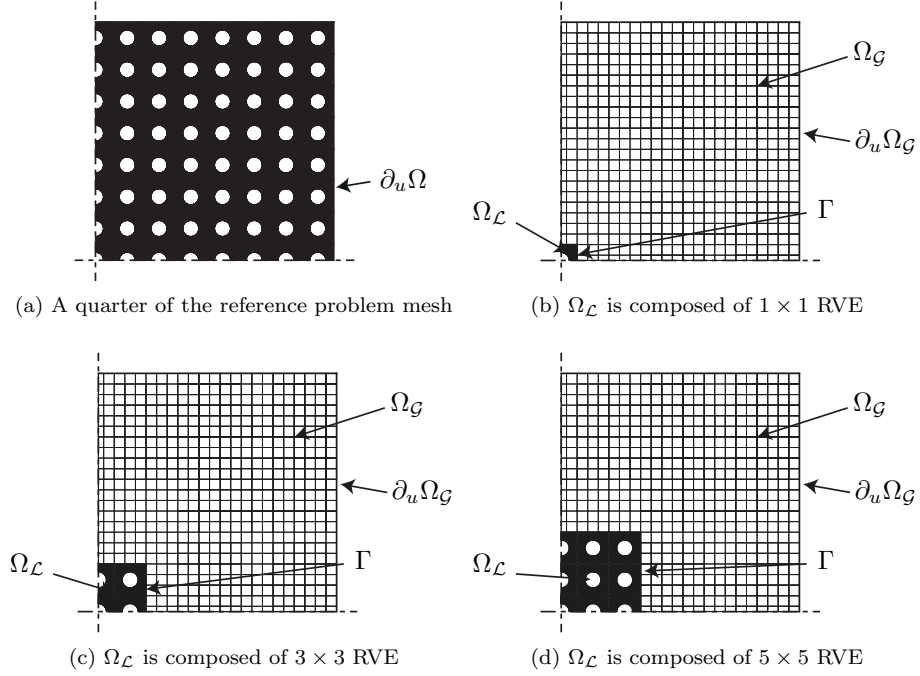 Ω_𝒢
∂_uΩ
∂_uΩ_𝒢
Ω_ℒ
Γ
(a) A quarter of the reference problem mesh
(b) Ω_ℒ is composed of 1 × 1 RVE
Ω_𝒢
Ω_𝒢
∂_uΩ_𝒢
∂_uΩ_𝒢
Ω_ℒ
Γ
Ω_ℒ
Γ
(c) Ω_ℒ is composed of 3 × 3 RVE
(d) Ω_ℒ is composed of 5 × 5 RVE